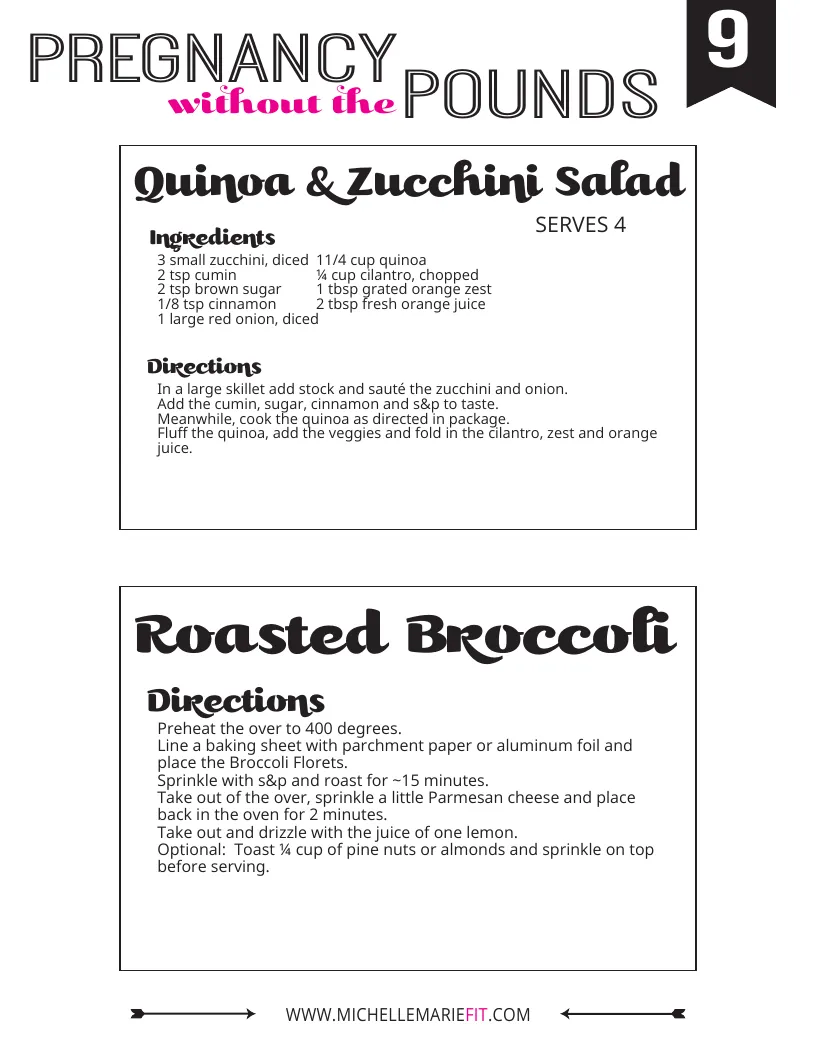 PREGNANCY
without the POUNDS
9
Quinoa & Zucchini Salad
SERVES 4
Ingredients
3 small zucchini, diced 11/4 cup quinoa
2 tsp cumin ¼ cup cilantro, chopped
2 tsp brown sugar 1 tbsp grated orange zest
1/8 tsp cinnamon 2 tbsp fresh orange juice
1 large red onion, diced
Directions
In a large skillet add stock and sauté the zucchini and onion.
Add the cumin, sugar, cinnamon and s&p to taste.
Meanwhile, cook the quinoa as directed in package.
Fluff the quinoa, add the veggies and fold in the cilantro, zest and orange
juice.
Roasted Broccoli
Directions
Preheat the over to 400 degrees.
Line a baking sheet with parchment paper or aluminum foil and
place the Broccoli Florets.
Sprinkle with s&p and roast for ~15 minutes.
Take out of the over, sprinkle a little Parmesan cheese and place
back in the oven for 2 minutes.
Take out and drizzle with the juice of one lemon.
Optional:  Toast ¼ cup of pine nuts or almonds and sprinkle on top
before serving.
WWW.MICHELLEMARIEFIT.COM